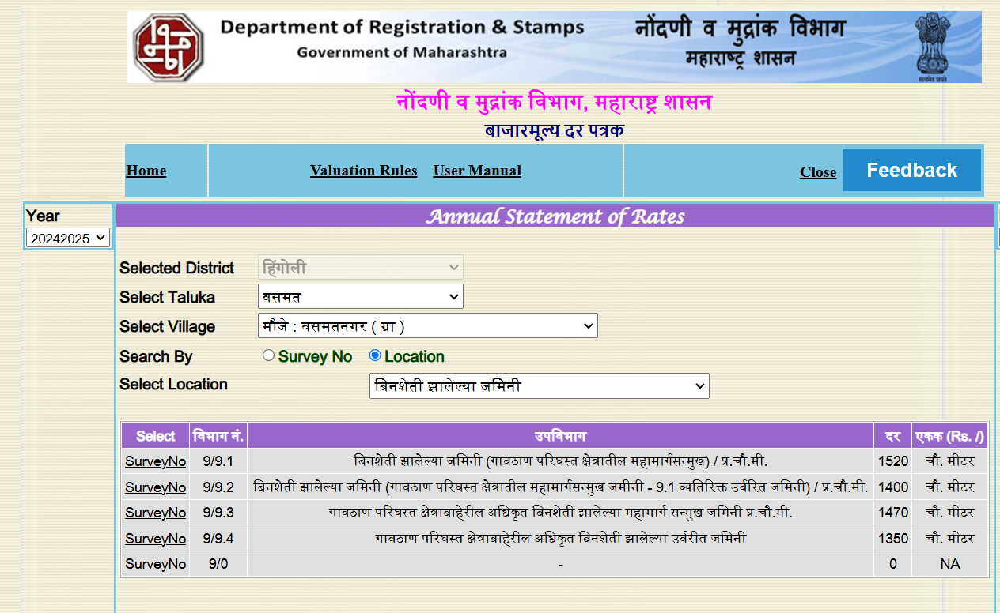 Department of Registration & Stamps
Government of Maharashtra
नोंदणी व मुद्रांक विभाग
महाराष्ट्र शासन
नोंदणी व मुद्रांक विभाग, महाराष्ट्र शासन
बाजारमूल्य दर पत्रक
Home Valuation Rules User Manual Close Feedback
Year
20242025
Annual Statement of Rates
Selected District हिंगोली
Select Taluka वसमत
Select Village मौजे : वसमतनगर ( ग्रा )
Search By Survey No Location
Select Location बिनशेती झालेल्या जमिनी
Select विभाग नं. उपविभाग दर एकक (Rs. /)
SurveyNo 9/9.1 बिनशेती झालेल्या जमिनी (गावठाण परिघस्त क्षेत्रातील महामार्गसन्मुख) / प्र.चौ.मी. 1520 चौ. मीटर
SurveyNo 9/9.2 बिनशेती झालेल्या जमिनी (गावठाण परिघस्त क्षेत्रातील महामार्गसन्मुख जमीनी - 9.1 व्यतिरिक्त उर्वरित जमिनी) / प्र.चौ.मी. 1400 चौ. मीटर
SurveyNo 9/9.3 गावठाण परिघस्त क्षेत्राबाहेरील अधिकृत बिनशेती झालेल्या महामार्ग सन्मुख जमिनी प्र.चौ.मी. 1470 चौ. मीटर
SurveyNo 9/9.4 गावठाण परिघस्त क्षेत्राबाहेरील अधिकृत बिनशेती झालेल्या उर्वरीत जमिनी 1350 चौ. मीटर
SurveyNo 9/0 - 0 NA